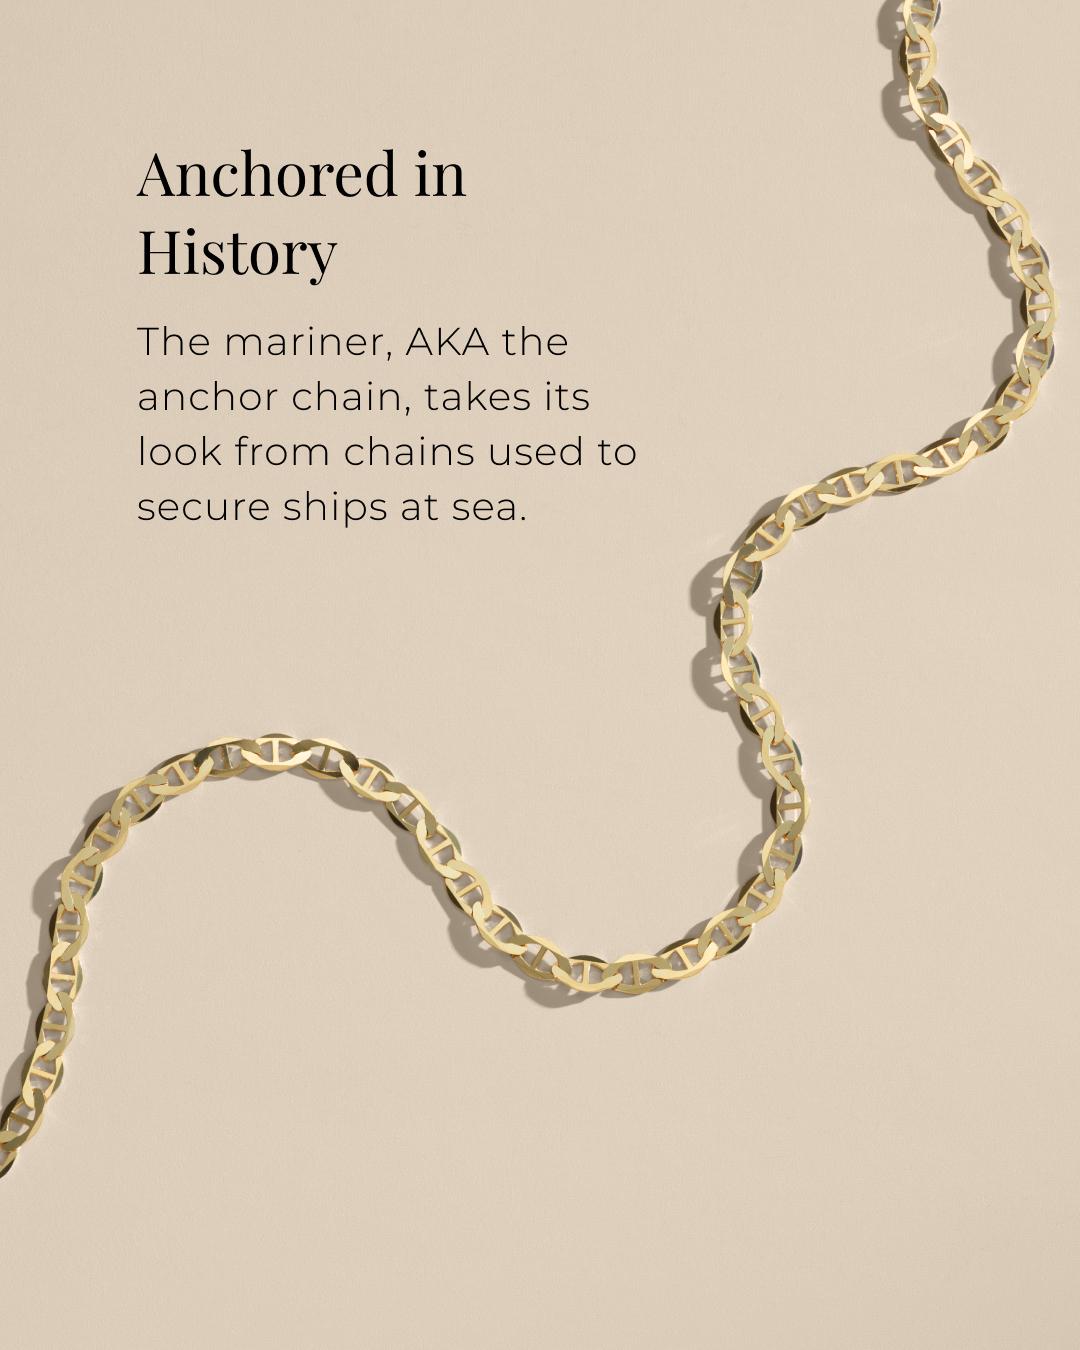 Anchored in
History
The mariner, AKA the
anchor chain, takes its
look from chains used to
secure ships at sea.